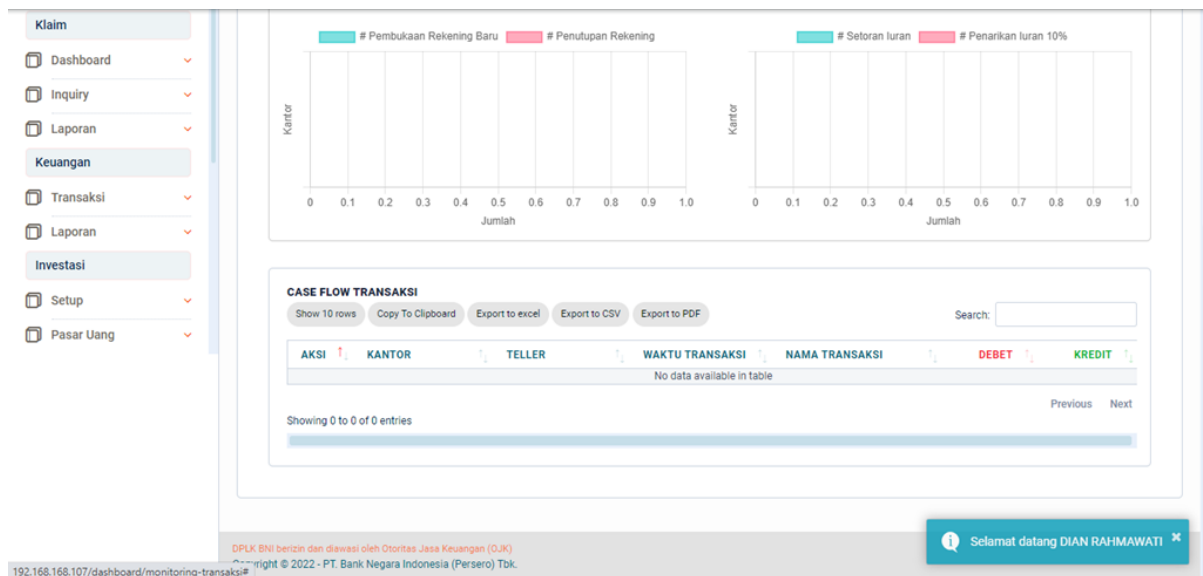 Klaim
Dashboard
Inquiry
Laporan
Keuangan
Transaksi
Laporan
Investasi
Setup
Pasar Uang
# Pembukaan Rekening Baru # Penutupan Rekening
Kantor
0 0.1 0.2 0.3 0.4 0.5 0.6 0.7 0.8 0.9 1.0
Jumlah
# Setoran Iuran # Penarikan Iuran 10%
Kantor
0 0.1 0.2 0.3 0.4 0.5 0.6 0.7 0.8 0.9 1.0
Jumlah
CASE FLOW TRANSAKSI
Show 10 rows Copy To Clipboard Export to excel Export to CSV Export to PDF Search:
AKSI KANTOR TELLER WAKTU TRANSAKSI NAMA TRANSAKSI DEBET KREDIT
No data available in table
Previous Next
Showing 0 to 0 of 0 entries
Selamat datang DIAN RAHMAWATI ×
DPLK BNI berizin dan diawasi oleh Otoritas Jasa Keuangan (OJK)
Copyright © 2022 - PT. Bank Negara Indonesia (Persero) Tbk.
192.168.168.107/dashboard/monitoring-transaksi#